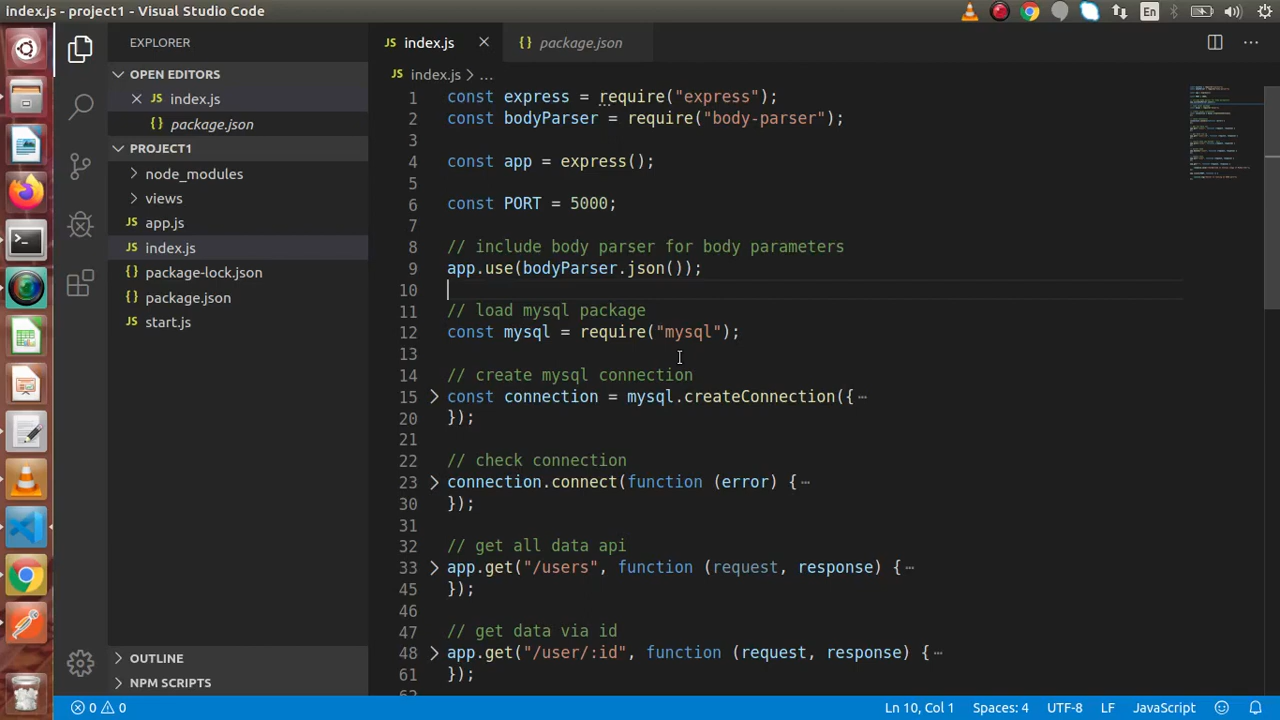 index.js - project1 - Visual Studio Code
En
EXPLORER
OPEN EDITORS
JS index.js
{} package.json
PROJECT1
node_modules
views
app.js
index.js
package-lock.json
package.json
start.js
OUTLINE
NPM SCRIPTS
JS index.js
{} package.json
JS index.js > ...
1 const express = require("express");
2 const bodyParser = require("body-parser");
3
4 const app = express();
5
6 const PORT = 5000;
7
8 // include body parser for body parameters
9 app.use(bodyParser.json());
10
11 // load mysql package
12 const mysql = require("mysql");
13
14 // create mysql connection
15 const connection = mysql.createConnection({ ⋯
20 });
21
22 // check connection
23 connection.connect(function (error) { ⋯
30 });
31
32 // get all data api
33 app.get("/users", function (request, response) { ⋯
45 });
46
47 // get data via id
48 app.get("/user/:id", function (request, response) { ⋯
61 });
62
0 0
Ln 10, Col 1
Spaces: 4
UTF-8
LF
JavaScript